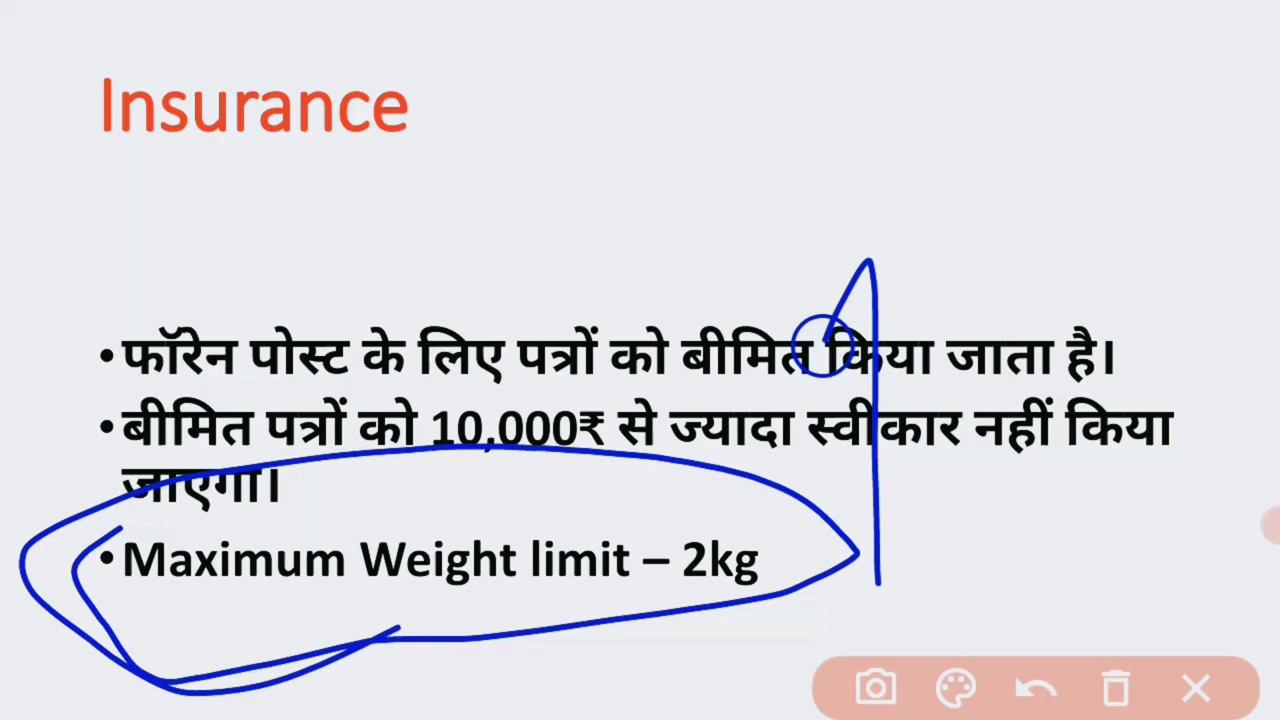 Insurance
• फॉरेन पोस्ट के लिए पत्रों को बीमित किया जाता है।
• बीमित पत्रों को 10,000₹ से ज्यादा स्वीकार नहीं किया
जाएगा।
• Maximum Weight limit – 2kg